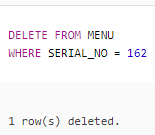 DELETE FROM MENU
WHERE SERIAL_NO = 162
1 row(s) deleted.